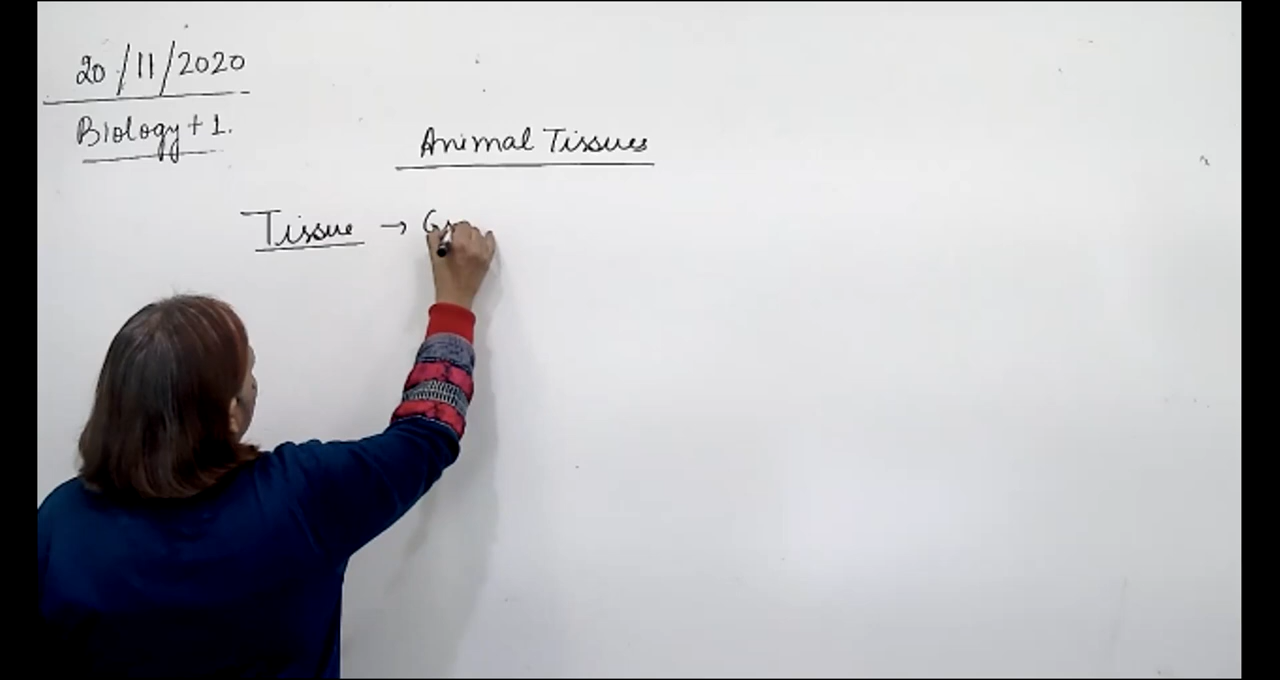 20/11/2020
Biology +1.
Animal Tissues
Tissue →